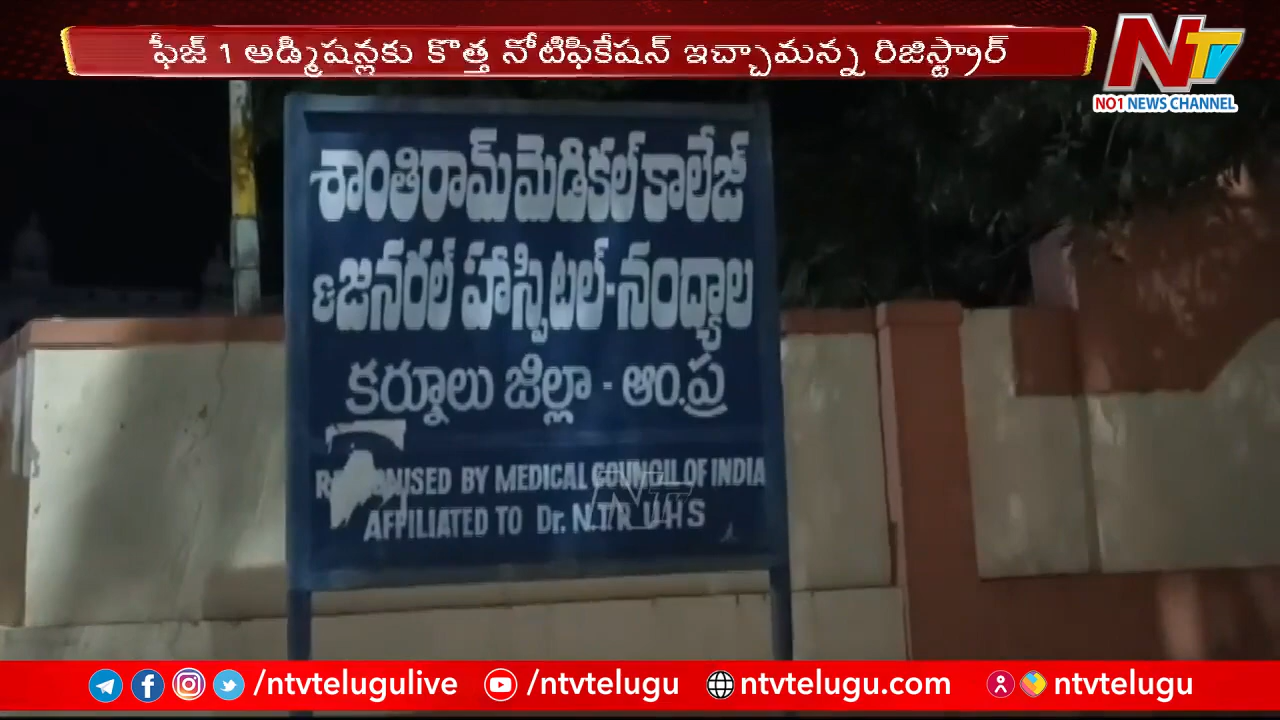 ఫేజ్ 1 అడ్మిషన్లకు కొత్త నోటిఫికేషన్ ఇచ్చామన్న రిజిస్ట్రార్
NTV
NO1 NEWS CHANNEL
శాంతిరామ్ మెడికల్ కాలేజ్
& జనరల్ హాస్పిటల్-నంద్యాల
కర్నూలు జిల్లా - ఆం.ప్ర
BY MEDICAL COUNCIL OF INDIA
AFFILIATED TO Dr. N.T.R UHS
NTV
/ntvtelugulive /ntvtelugu ntvtelugu.com ntvtelugu